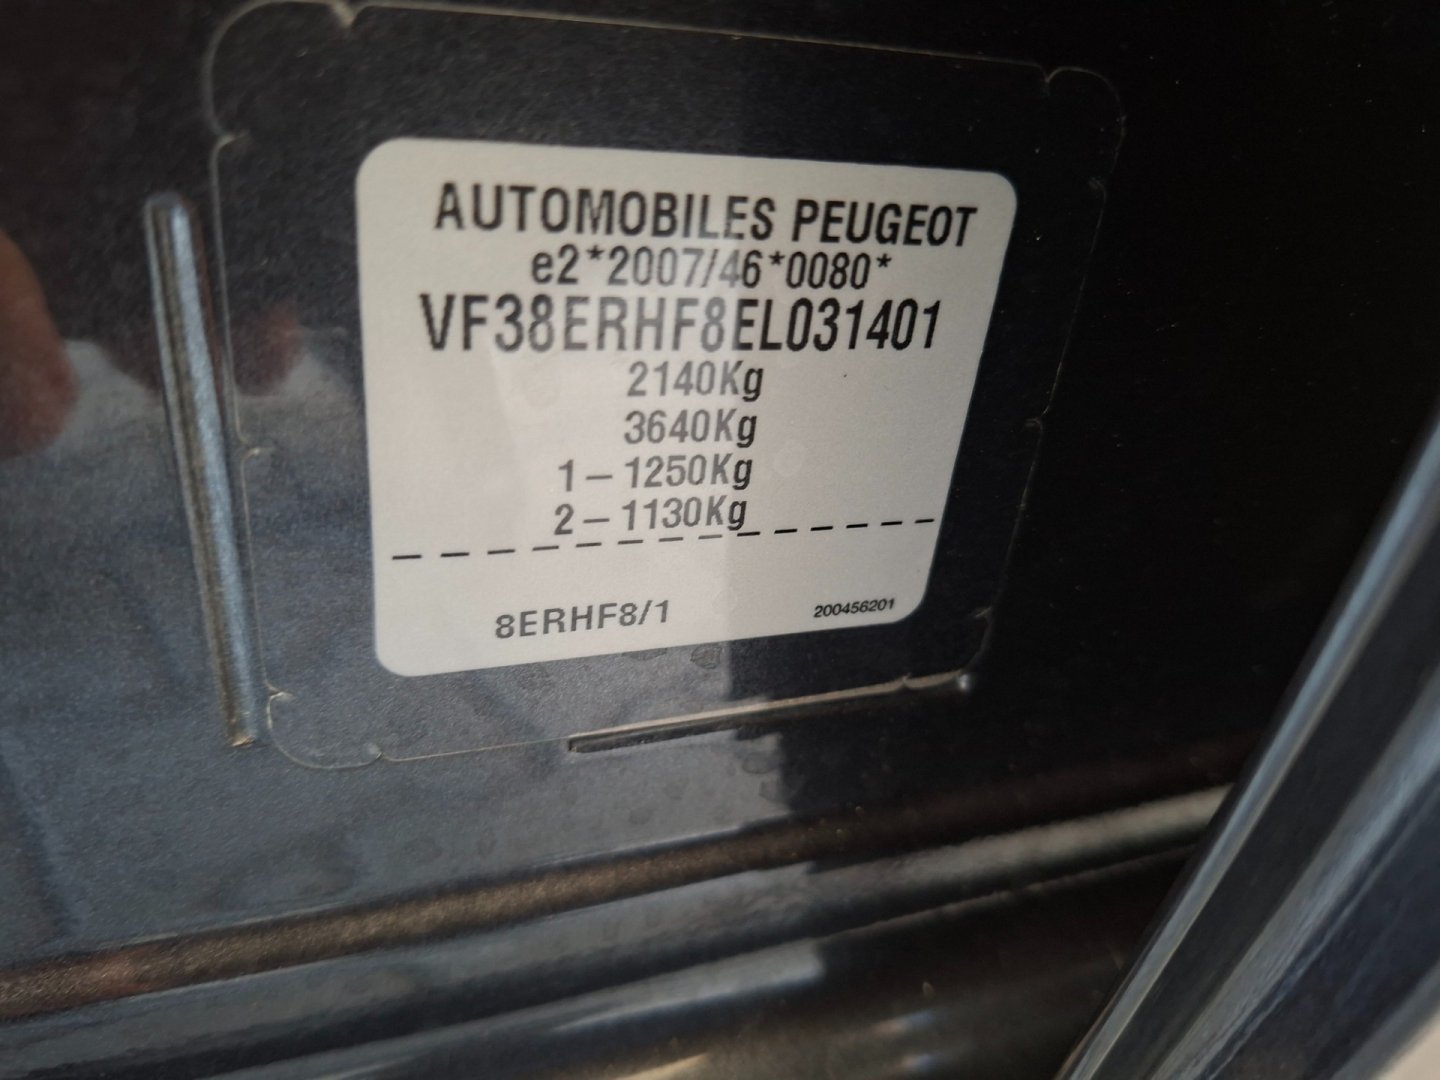 AUTOMOBILES PEUGEOT
e2*2007/46*0080*
VF38ERHF8EL031401
2140Kg
3640Kg
1 – 1250Kg
2 – 1130Kg
8ERHF8/1
200456201